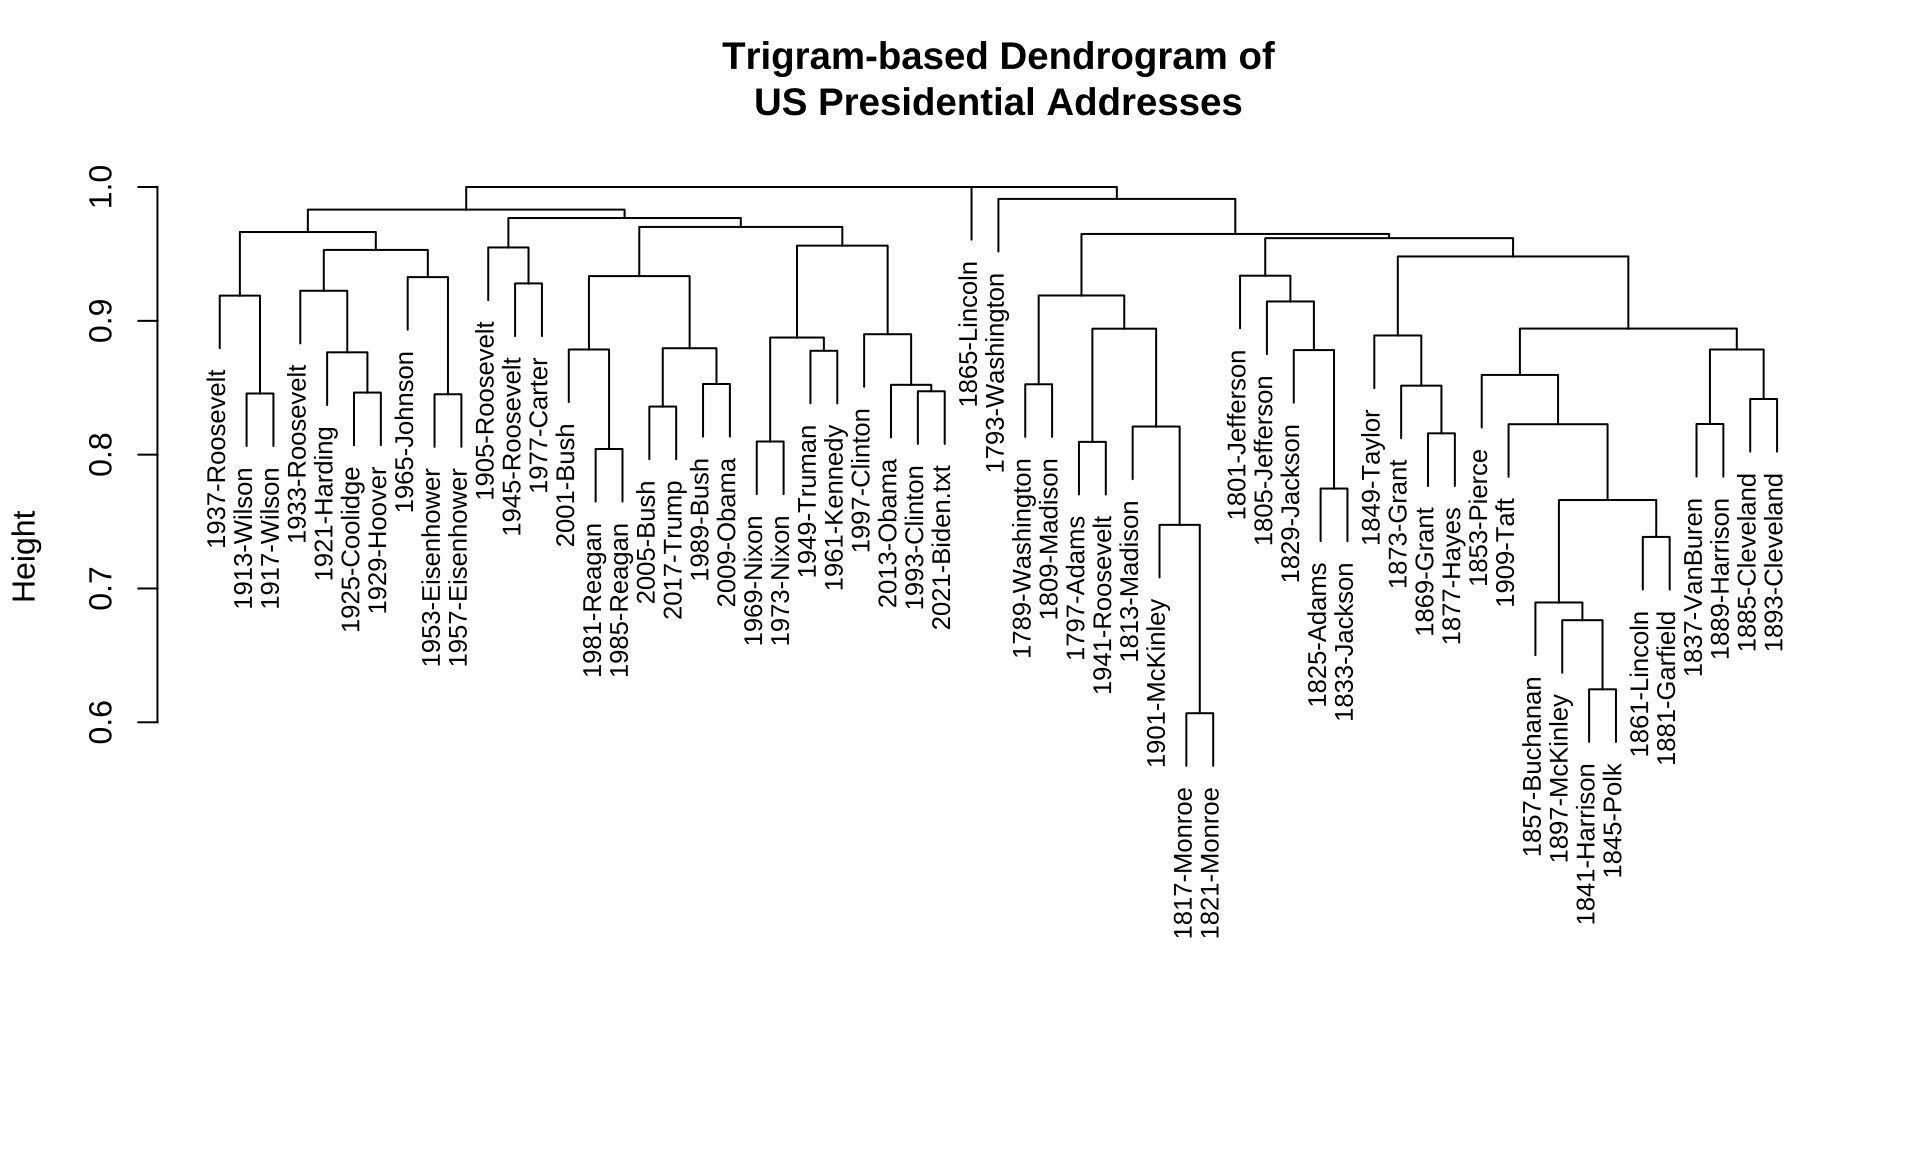 Trigram-based Dendrogram of
US Presidential Addresses
Height
1.0
0.9
0.8
0.7
0.6
1937-Roosevelt
1913-Wilson
1917-Wilson
1933-Roosevelt
1921-Harding
1925-Coolidge
1929-Hoover
1965-Johnson
1953-Eisenhower
1957-Eisenhower
1905-Roosevelt
1945-Roosevelt
1977-Carter
2001-Bush
1981-Reagan
1985-Reagan
2005-Bush
2017-Trump
1989-Bush
2009-Obama
1969-Nixon
1973-Nixon
1949-Truman
1961-Kennedy
1997-Clinton
2013-Obama
1993-Clinton
2021-Biden.txt
1865-Lincoln
1793-Washington
1789-Washington
1809-Madison
1797-Adams
1941-Roosevelt
1813-Madison
1901-McKinley
1817-Monroe
1821-Monroe
1801-Jefferson
1805-Jefferson
1829-Jackson
1825-Adams
1833-Jackson
1849-Taylor
1873-Grant
1869-Grant
1877-Hayes
1853-Pierce
1909-Taft
1857-Buchanan
1897-McKinley
1841-Harrison
1845-Polk
1861-Lincoln
1881-Garfield
1837-VanBuren
1889-Harrison
1885-Cleveland
1893-Cleveland